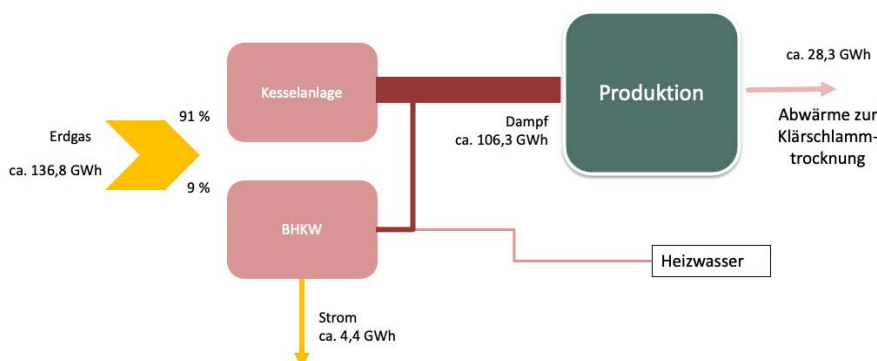 Erdgas
ca. 136,8 GWh
91 %
9 %
Kesselanlage
BHKW
Strom
ca. 4,4 GWh
Dampf
ca. 106,3 GWh
Produktion
Heizwasser
ca. 28,3 GWh
Abwärme zur
Klärschlamm-
trocknung